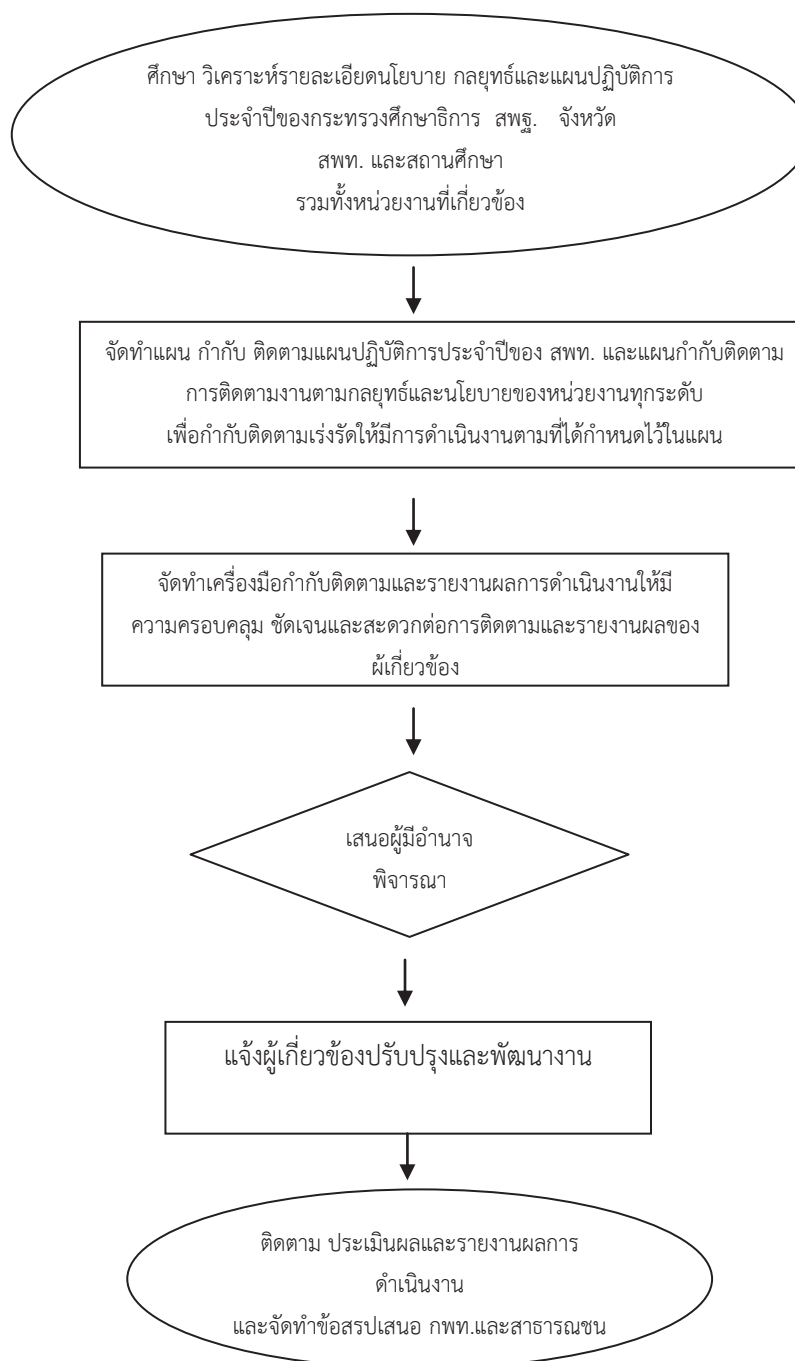 ศึกษา วิเคราะห์รายละเอียดนโยบาย กลยุทธ์และแผนปฏิบัติการ
ประจำปีของกระทรวงศึกษาธิการ สพฐ. จังหวัด
สพท. และสถานศึกษา
รวมทั้งหน่วยงานที่เกี่ยวข้อง
จัดทำแผน กำกับ ติดตามแผนปฏิบัติการประจำปีของ สพท. และแผนกำกับติดตาม
การติดตามงานตามกลยุทธ์และนโยบายของหน่วยงานทุกระดับ
เพื่อกำกับติดตามเร่งรัดให้มีการดำเนินงานตามที่ได้กำหนดไว้ในแผน
จัดทำเครื่องมือกำกับติดตามและรายงานผลการดำเนินงานให้มี
ความครอบคลุม ชัดเจนและสะดวกต่อการติดตามและรายงานผลของ
ผู้เกี่ยวข้อง
เสนอผู้มีอำนาจ
พิจารณา
แจ้งผู้เกี่ยวข้องปรับปรุงและพัฒนางาน
ติดตาม ประเมินผลและรายงานผลการ
ดำเนินงาน
และจัดทำข้อสรุปเสนอ กพท.และสาธารณชน